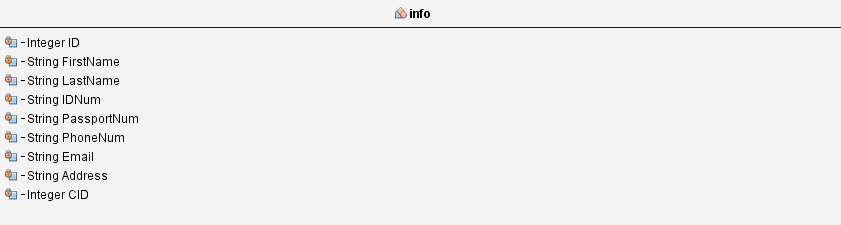 info
-Integer ID
-String FirstName
-String LastName
-String IDNum
-String PassportNum
-String PhoneNum
-String Email
-String Address
-Integer CID